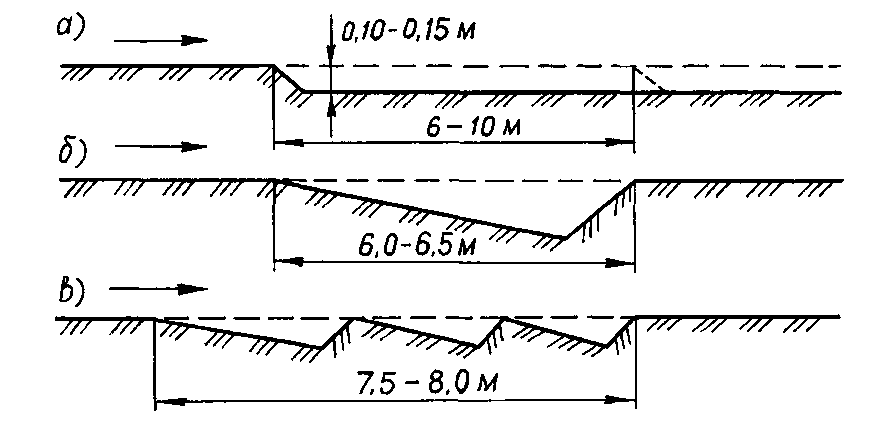 а)
0,10-0,15 м
6-10 м
б)
6,0-6,5 м
в)
7,5-8,0 м